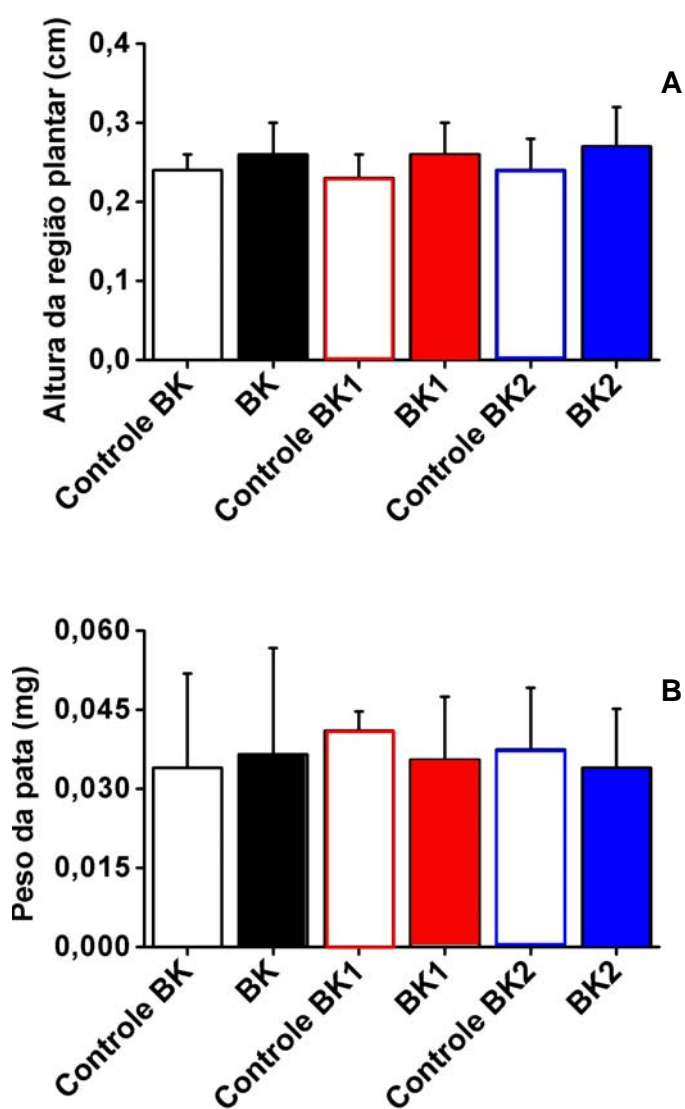 Altura da região plantar (cm)
0,4
0,3
0,2
0,1
0,0
A
Controle BK
BK
Controle BK1
BK1
Controle BK2
BK2
Peso da pata (mg)
0,060
0,045
0,030
0,015
0,000
B
Controle BK
BK
Controle BK1
BK1
Controle BK2
BK2